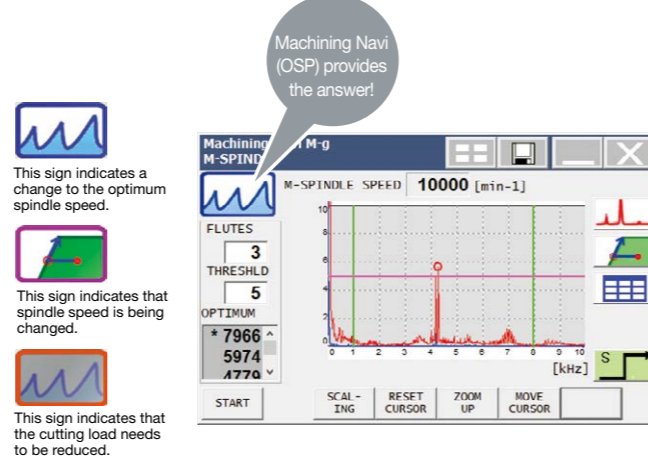 Machining Navi
(OSP) provides
the answer!
This sign indicates a
change to the optimum
spindle speed.
This sign indicates that
spindle speed is being
changed.
This sign indicates that
the cutting load needs
to be reduced.
Machining M-g
M-SPIND
M-SPINDLE SPEED 10000 [min-1]
FLUTES
3
THRESHLD
5
OPTIMUM
* 7966
5974
4779
10
8
6
4
2
0
0 1 2 3 4 5 6 7 8 9 10
[kHz]
S
START
SCAL-
ING
RESET
CURSOR
ZOOM
UP
MOVE
CURSOR